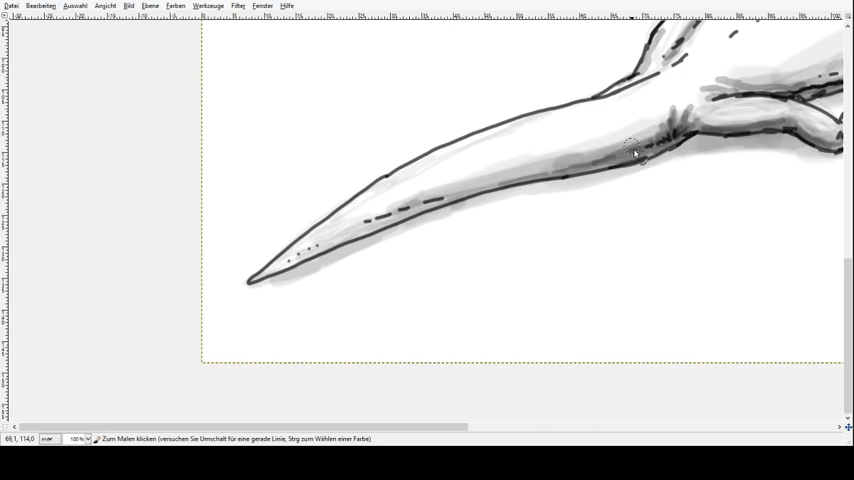 Datei Bearbeiten Auswahl Ansicht Bild Ebene Farben Werkzeuge Filter Fenster Hilfe
69,1, 114,0 mm 100 % Zum Malen klicken (versuchen Sie Umschalt für eine gerade Linie, Strg zum Wählen einer Farbe)